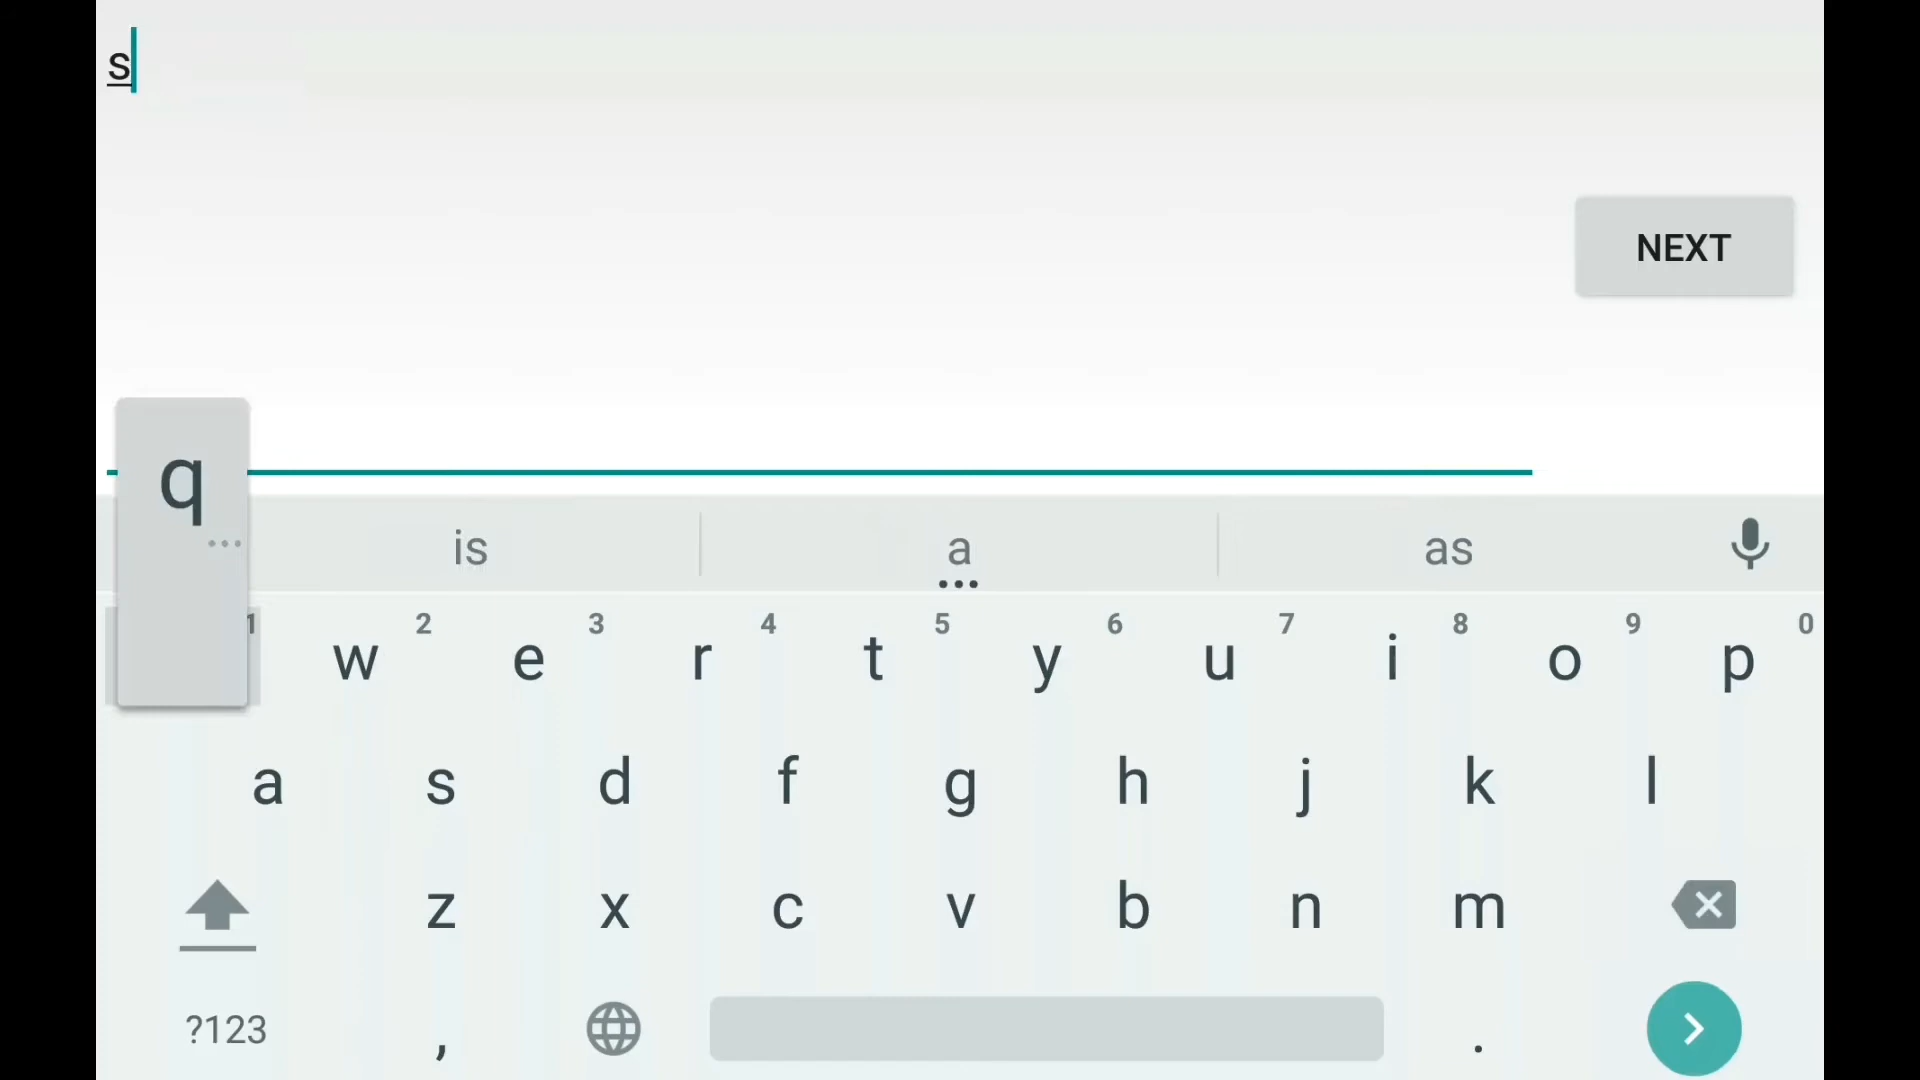 s
NEXT
q
is a as
1 2 3 4 5 6 7 8 9 0
w e r t y u i o p
a s d f g h j k l
z x c v b n m
?123 , .